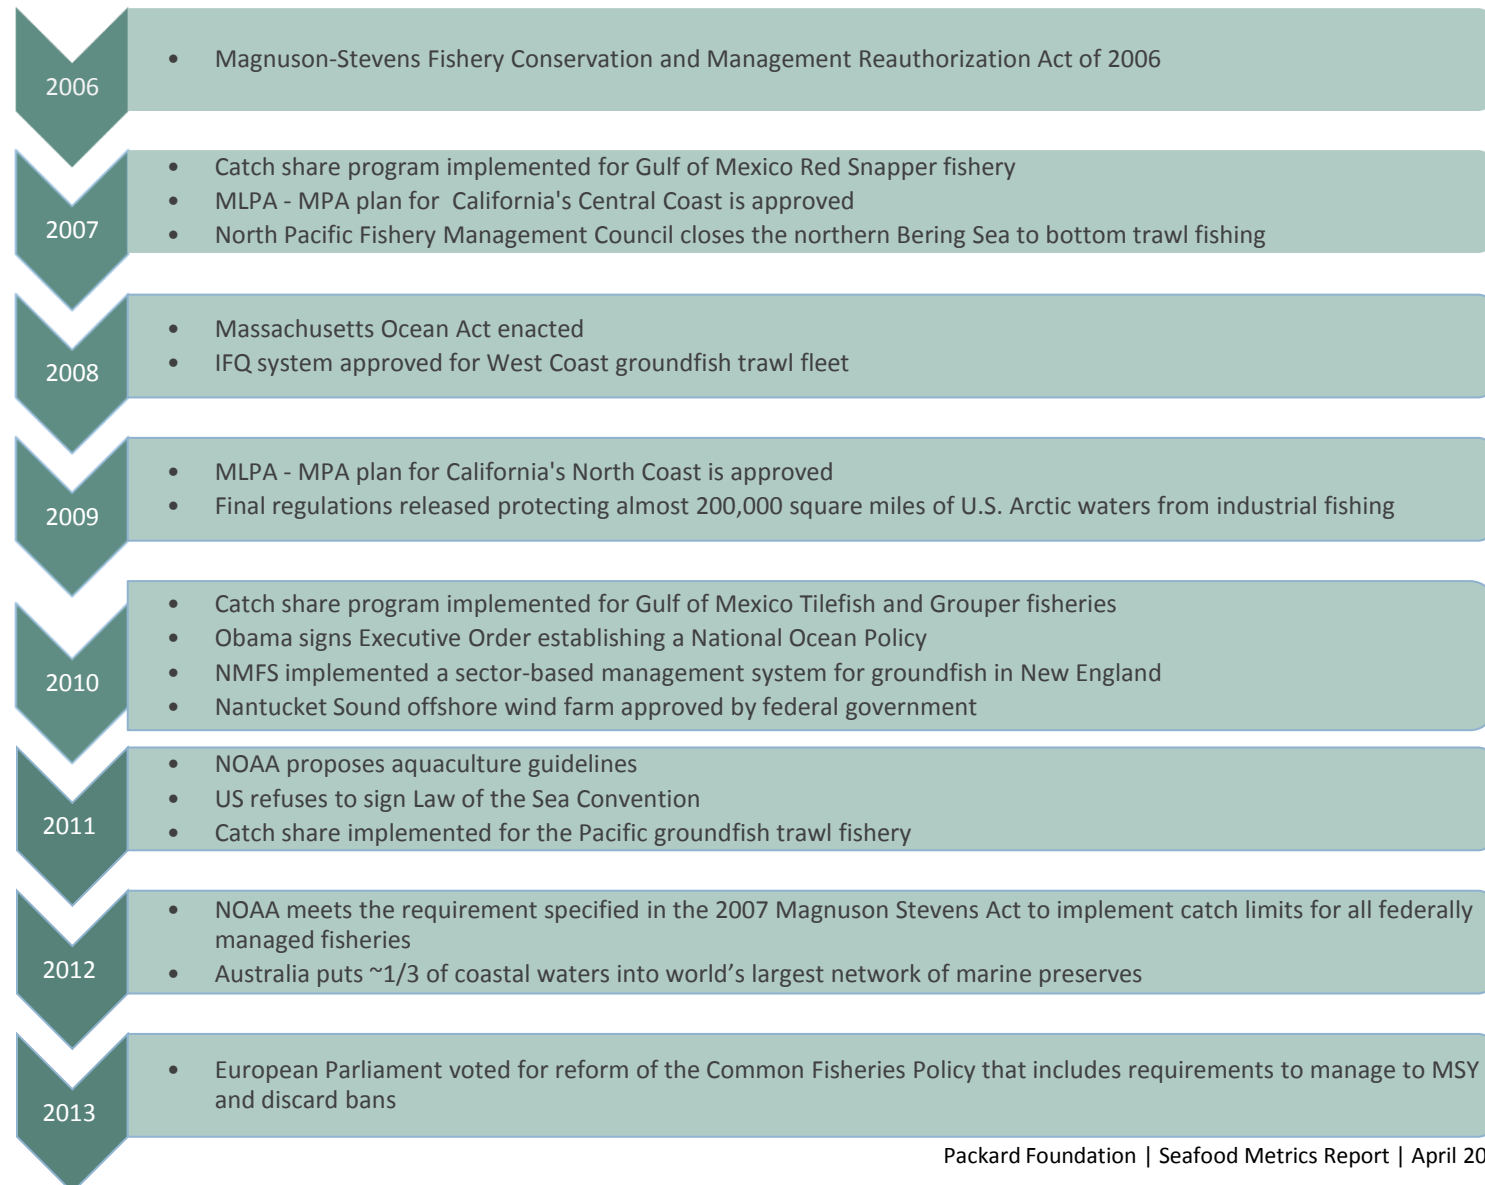 2006
• Magnuson-Stevens Fishery Conservation and Management Reauthorization Act of 2006
2007
• Catch share program implemented for Gulf of Mexico Red Snapper fishery
• MLPA - MPA plan for California's Central Coast is approved
• North Pacific Fishery Management Council closes the northern Bering Sea to bottom trawl fishing
2008
• Massachusetts Ocean Act enacted
• IFQ system approved for West Coast groundfish trawl fleet
2009
• MLPA - MPA plan for California's North Coast is approved
• Final regulations released protecting almost 200,000 square miles of U.S. Arctic waters from industrial fishing
2010
• Catch share program implemented for Gulf of Mexico Tilefish and Grouper fisheries
• Obama signs Executive Order establishing a National Ocean Policy
• NMFS implemented a sector-based management system for groundfish in New England
• Nantucket Sound offshore wind farm approved by federal government
2011
• NOAA proposes aquaculture guidelines
• US refuses to sign Law of the Sea Convention
• Catch share implemented for the Pacific groundfish trawl fishery
2012
• NOAA meets the requirement specified in the 2007 Magnuson Stevens Act to implement catch limits for all federally
managed fisheries
• Australia puts ~1/3 of coastal waters into world’s largest network of marine preserves
2013
• European Parliament voted for reform of the Common Fisheries Policy that includes requirements to manage to MSY
and discard bans
Packard Foundation | Seafood Metrics Report | April 20